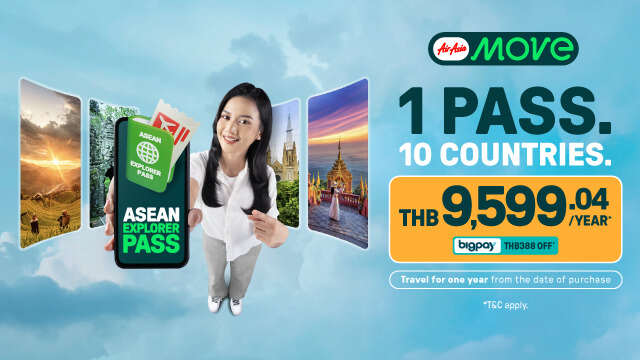 AirAsia MOVE
1 PASS.
10 COUNTRIES.
THB 9,599.04
/YEAR*
bigpay THB388 OFF*
Travel for one year from the date of purchase
*T&C apply.
ASEAN
EXPLORER
PASS
ASEAN
EXPLORER
PASS